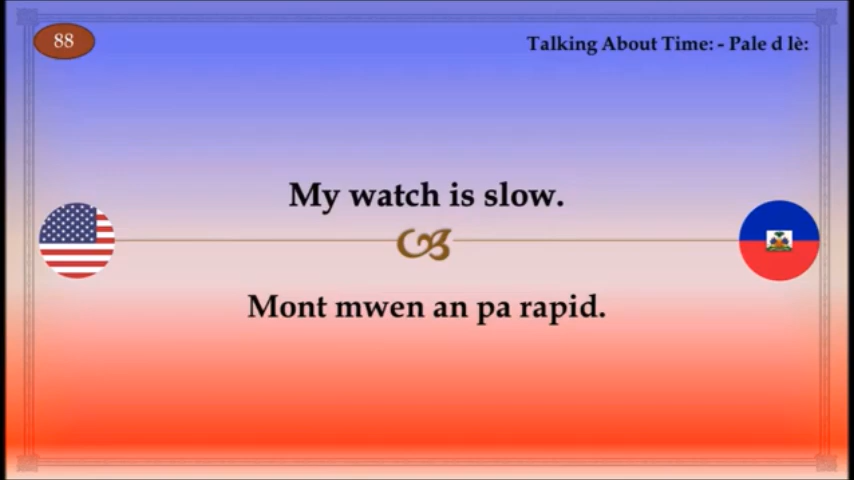 88
Talking About Time: - Pale d lè:
My watch is slow.
Mont mwen an pa rapid.